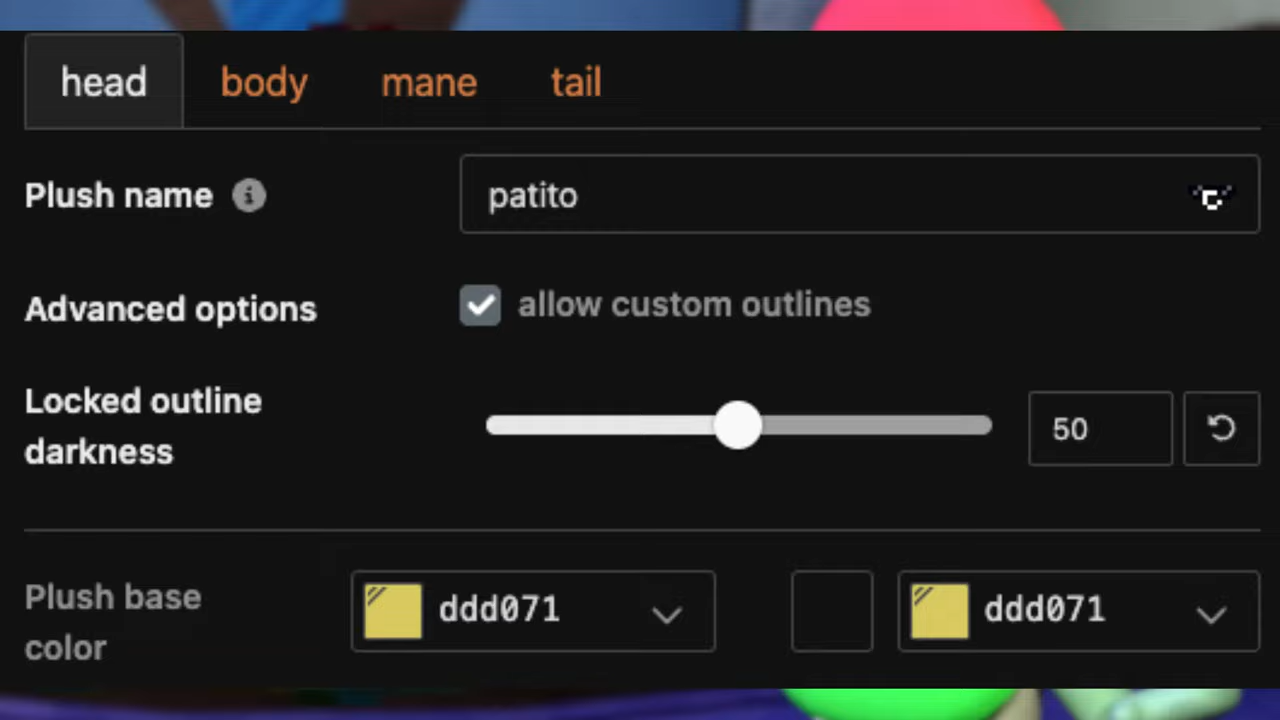 head body mane tail
Plush name patito
Advanced options allow custom outlines
Locked outline
darkness
50
Plush base
color
ddd071 ddd071